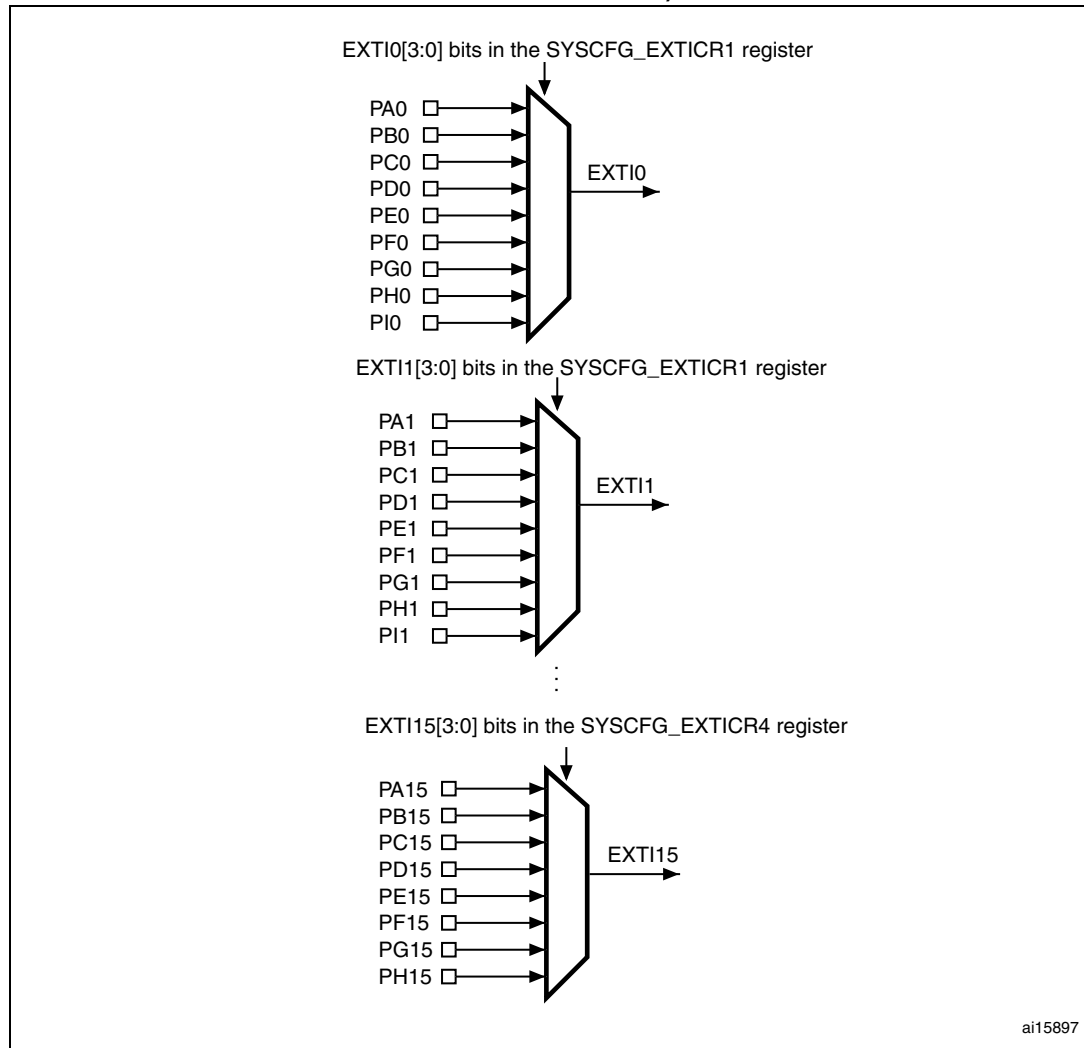 EXTI0[3:0] bits in the SYSCFG_EXTICR1 register
PA0
PB0
PC0
PD0
PE0
PF0
PG0
PH0
PI0
EXTI0
EXTI1[3:0] bits in the SYSCFG_EXTICR1 register
PA1
PB1
PC1
PD1
PE1
PF1
PG1
PH1
PI1
EXTI1
EXTI15[3:0] bits in the SYSCFG_EXTICR4 register
PA15
PB15
PC15
PD15
PE15
PF15
PG15
PH15
EXTI15
ai15897